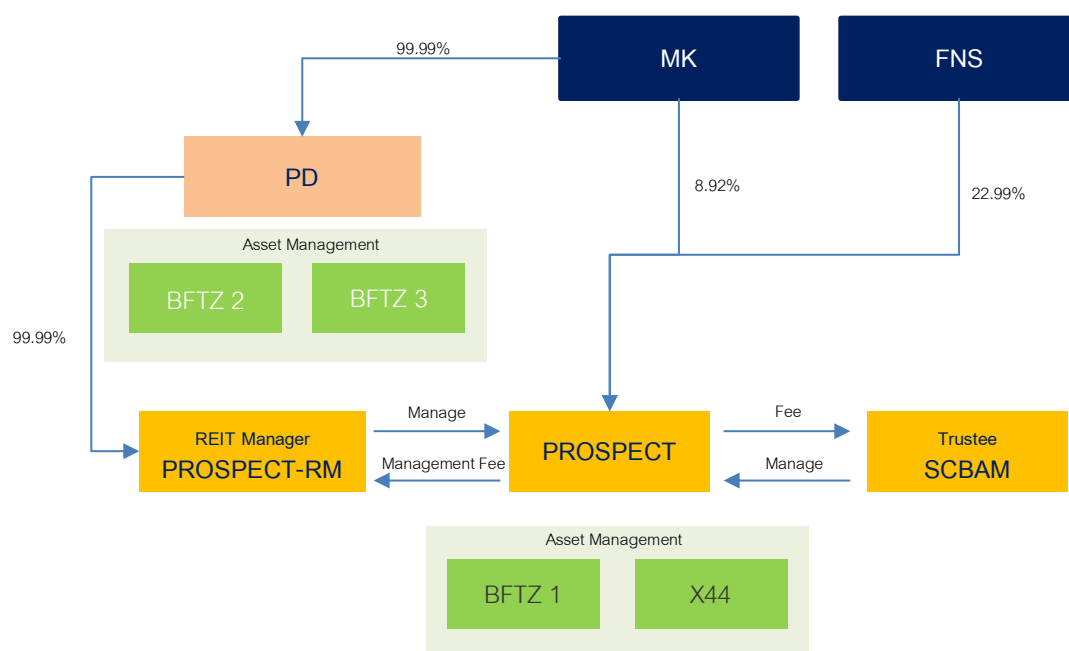 99.99%
MK
FNS
PD
8.92%
22.99%
Asset Management
BFTZ 2
BFTZ 3
99.99%
REIT Manager
PROSPECT-RM
Manage
Management Fee
PROSPECT
Fee
Manage
Trustee
SCBAM
Asset Management
BFTZ 1
X44